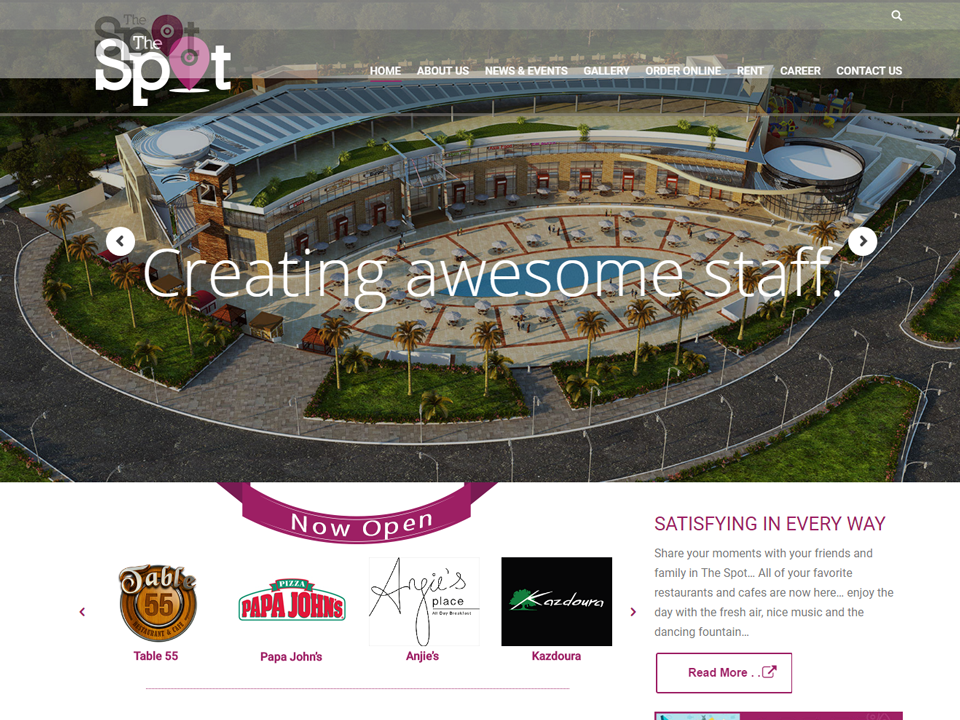 The
Spot
The
Spot
HOME ABOUT US NEWS & EVENTS GALLERY ORDER ONLINE RENT CAREER CONTACT US
Creating awesome staff.
Now Open
Table
55
RESTAURANT & CAFE
PIZZA
PAPA JOHN'S
Anjie's
place
All Day Breakfast
Kazdoura
Table 55
Papa John's
Anjie's
Kazdoura
SATISFYING IN EVERY WAY
Share your moments with your friends and
family in The Spot... All of your favorite
restaurants and cafes are now here... enjoy the
day with the fresh air, nice music and the
dancing fountain...
Read More . .